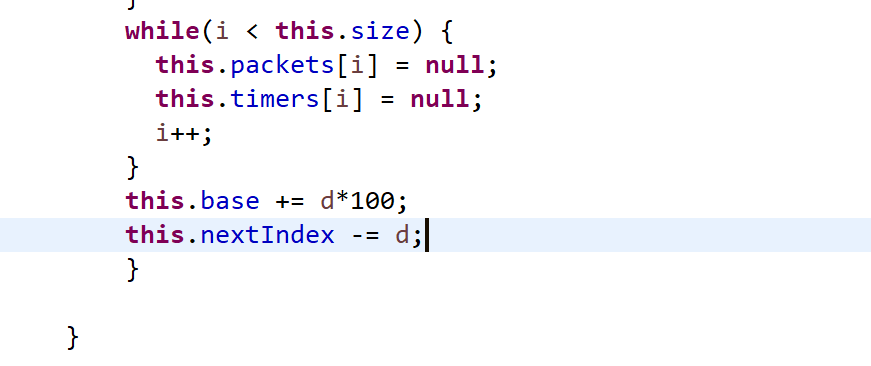 }
while(i < this.size) {
this.packets[i] = null;
this.timers[i] = null;
i++;
}
this.base += d*100;
this.nextIndex -= d;
}
}